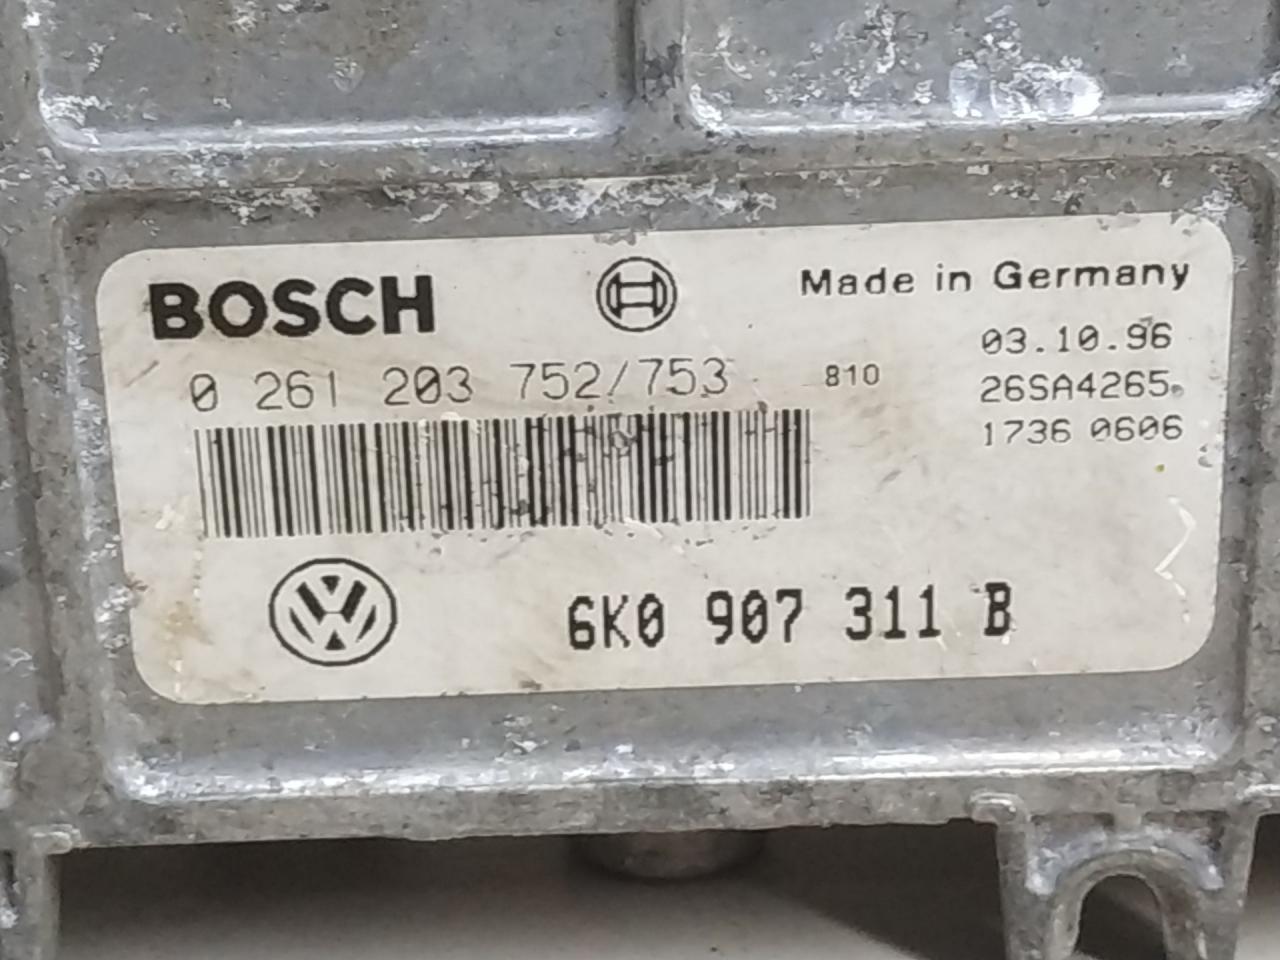 BOSCH
Made in Germany
03.10.96
0 261 203 752/753 810
26SA4265
1736 0606
VW
6K0 907 311 B